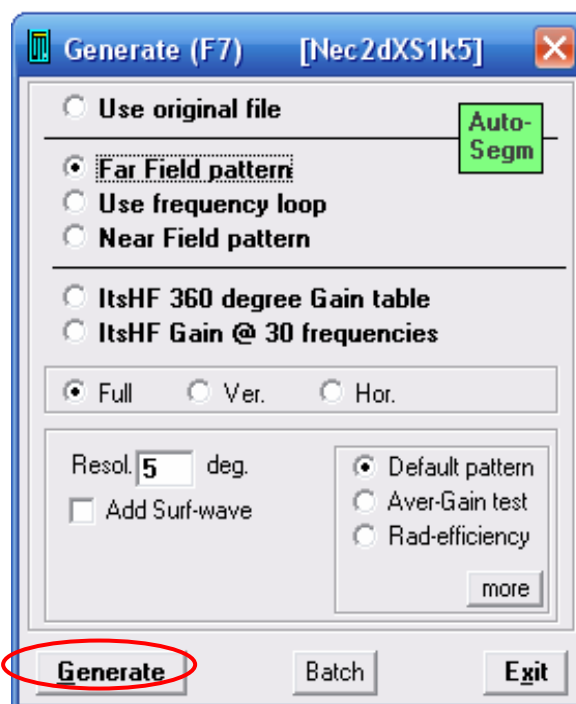 Generate (F7) [Nec2dXS1k5]
Use original file
Auto-
Segm
Far Field pattern
Use frequency loop
Near Field pattern
ItsHF 360 degree Gain table
ItsHF Gain @ 30 frequencies
Full Ver. Hor.
Resol. 5 deg.
Add Surf-wave
Default pattern
Aver-Gain test
Rad-efficiency
more
Generate Batch Exit